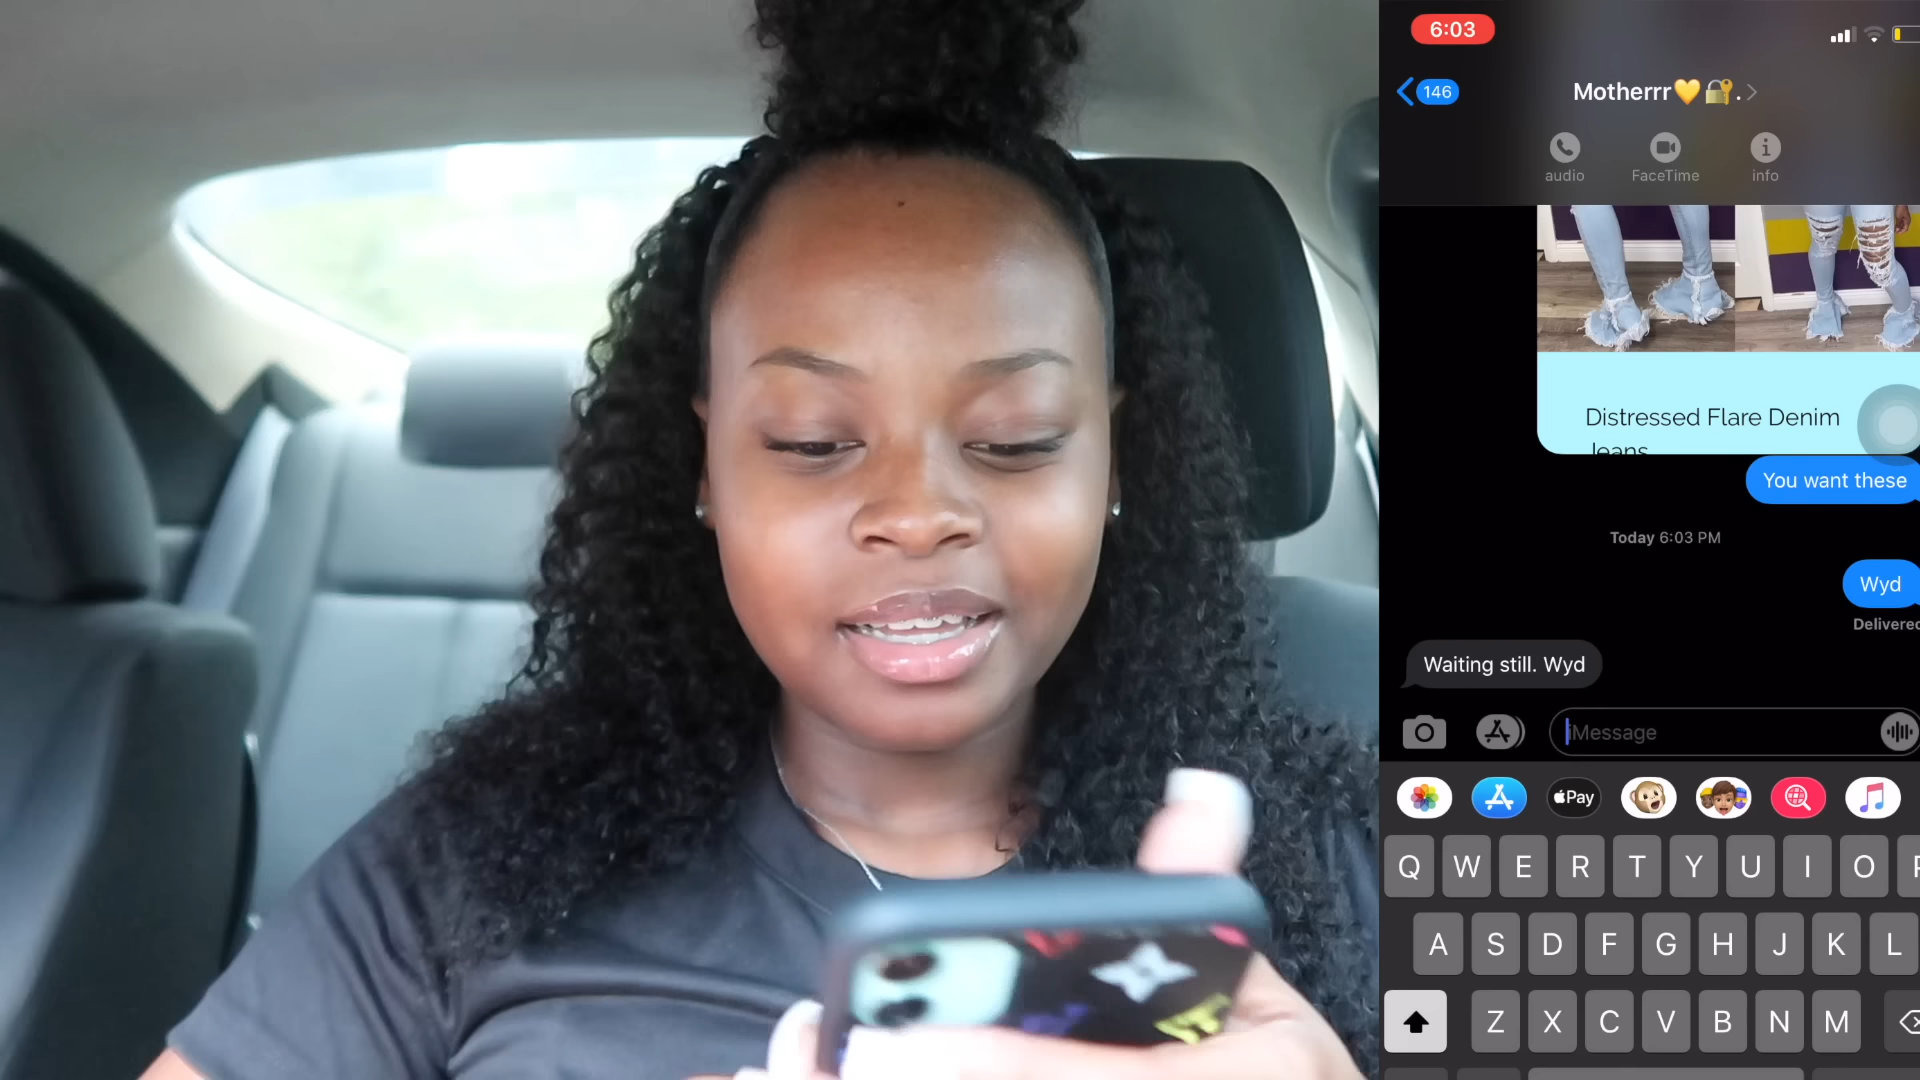 6:03
146
Motherrr💛🔐.
audio FaceTime info
Distressed Flare Denim
Jeans
You want these
Today 6:03 PM
Wyd
Delivered
Waiting still. Wyd
iMessage
Pay
Q W E R T Y U I O P
A S D F G H J K L
Z X C V B N M